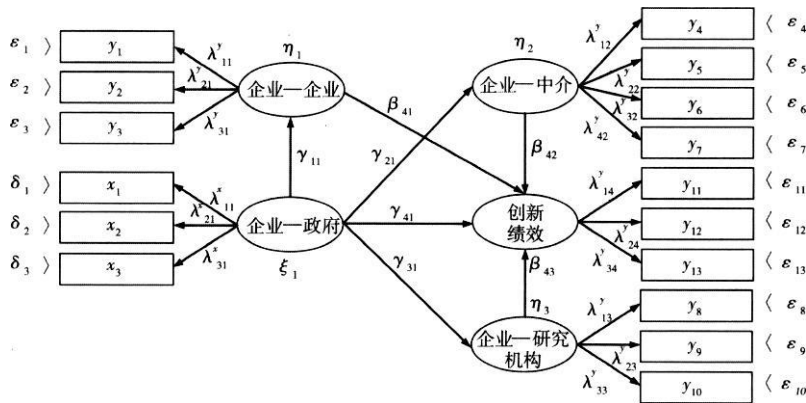 ε₁ 〉 y₁ λʸ₁₁
ε₂ 〉 y₂ λʸ₂₁
ε₃ 〉 y₃ λʸ₃₁
η₁
企业—企业
δ₁ 〉 x₁ λˣ₁₁
δ₂ 〉 x₂ λˣ₂₁
δ₃ 〉 x₃ λˣ₃₁
企业—政府
ξ₁
γ₁₁
γ₂₁
γ₄₁
γ₃₁
β₄₁
η₂
企业—中介
β₄₂
创新
绩效
β₄₃
η₃
企业—研究
机构
λʸ₁₂ y₄ 〈 ε₄
λʸ₂₂ y₅ 〈 ε₅
λʸ₃₂ y₆ 〈 ε₆
λʸ₄₂ y₇ 〈 ε₇
λʸ₁₄ y₁₁ 〈 ε₁₁
λʸ₂₄ y₁₂ 〈 ε₁₂
λʸ₃₄ y₁₃ 〈 ε₁₃
λʸ₁₃ y₈ 〈 ε₈
λʸ₂₃ y₉ 〈 ε₉
λʸ₃₃ y₁₀ 〈 ε₁₀